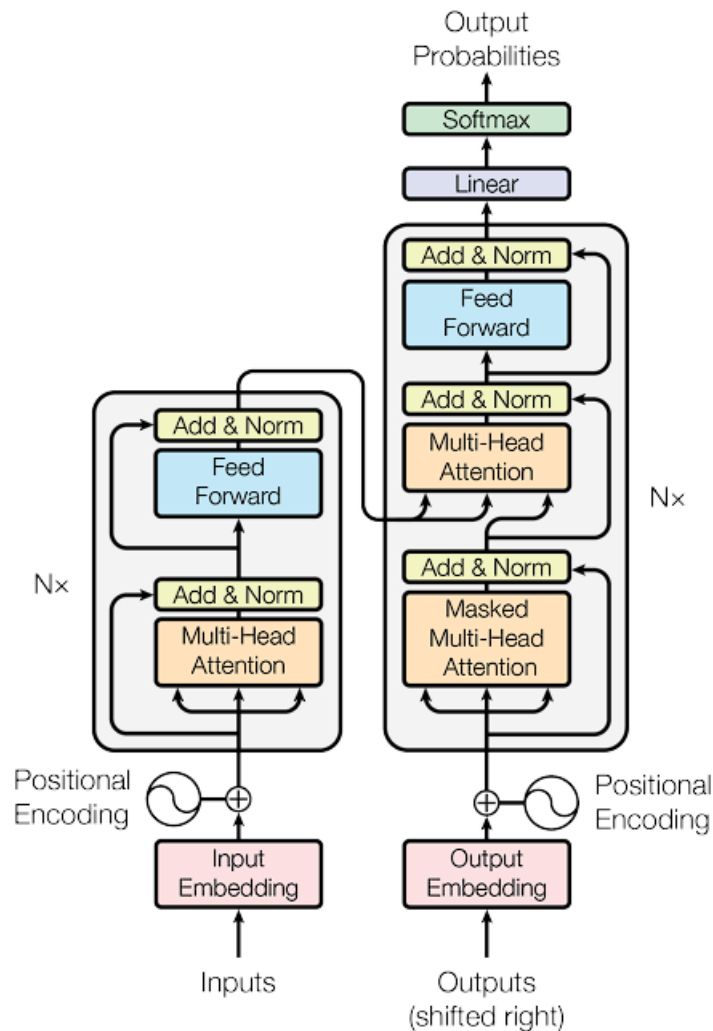 Output
Probabilities
Softmax
Linear
Add & Norm
Feed
Forward
Add & Norm
Multi-Head
Attention
Nx
Add & Norm
Masked
Multi-Head
Attention
Add & Norm
Feed
Forward
Nx
Add & Norm
Multi-Head
Attention
Positional
Encoding
Positional
Encoding
Input
Embedding
Output
Embedding
Inputs
Outputs
(shifted right)